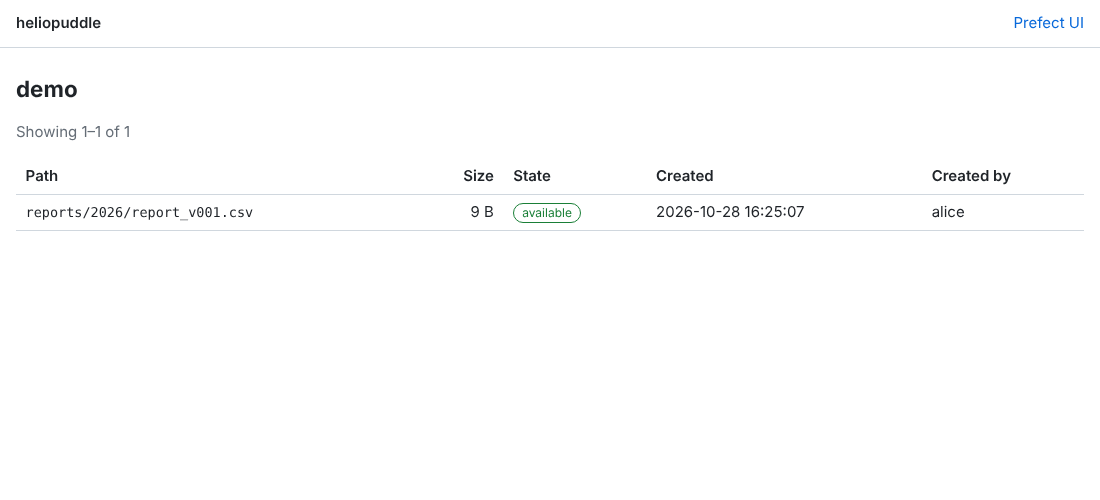 heliopuddle Prefect UI
demo
Showing 1–1 of 1
Path Size State Created Created by
reports/2026/report_v001.csv 9 B available 2026-10-28 16:25:07 alice